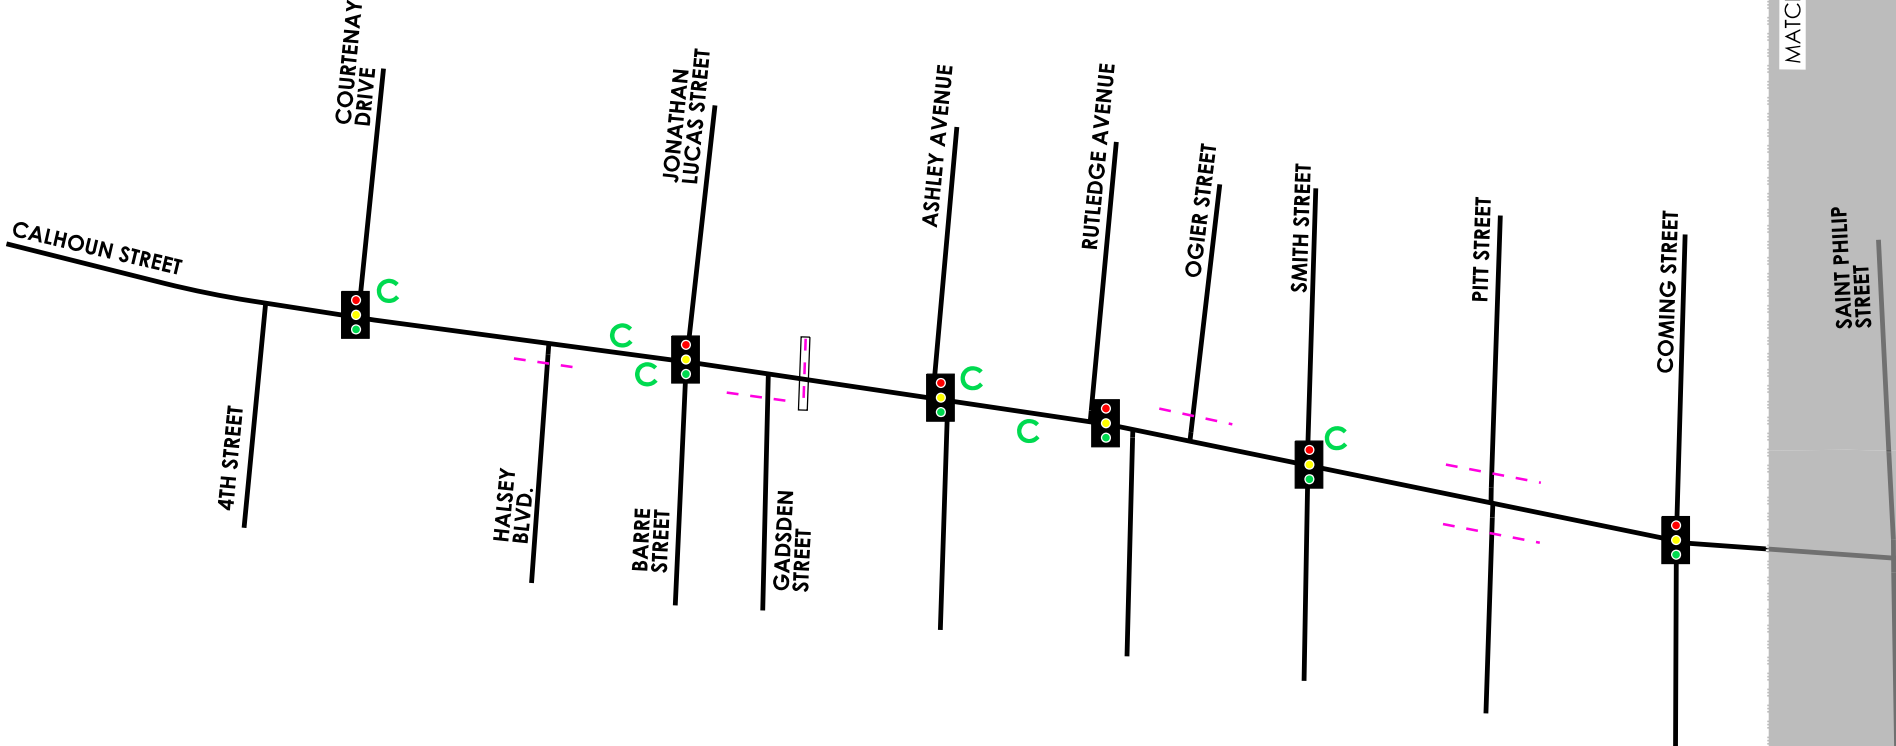 COURTENAY
DRIVE
JONATHAN
LUCAS STREET
ASHLEY AVENUE
RUTLEDGE AVENUE
OGIER STREET
SMITH STREET
PITT STREET
COMING STREET
SAINT PHILIP
STREET
CALHOUN STREET
C
C
C
C
C
C
4TH STREET
HALSEY
BLVD.
BARRE
STREET
GADSDEN
STREET